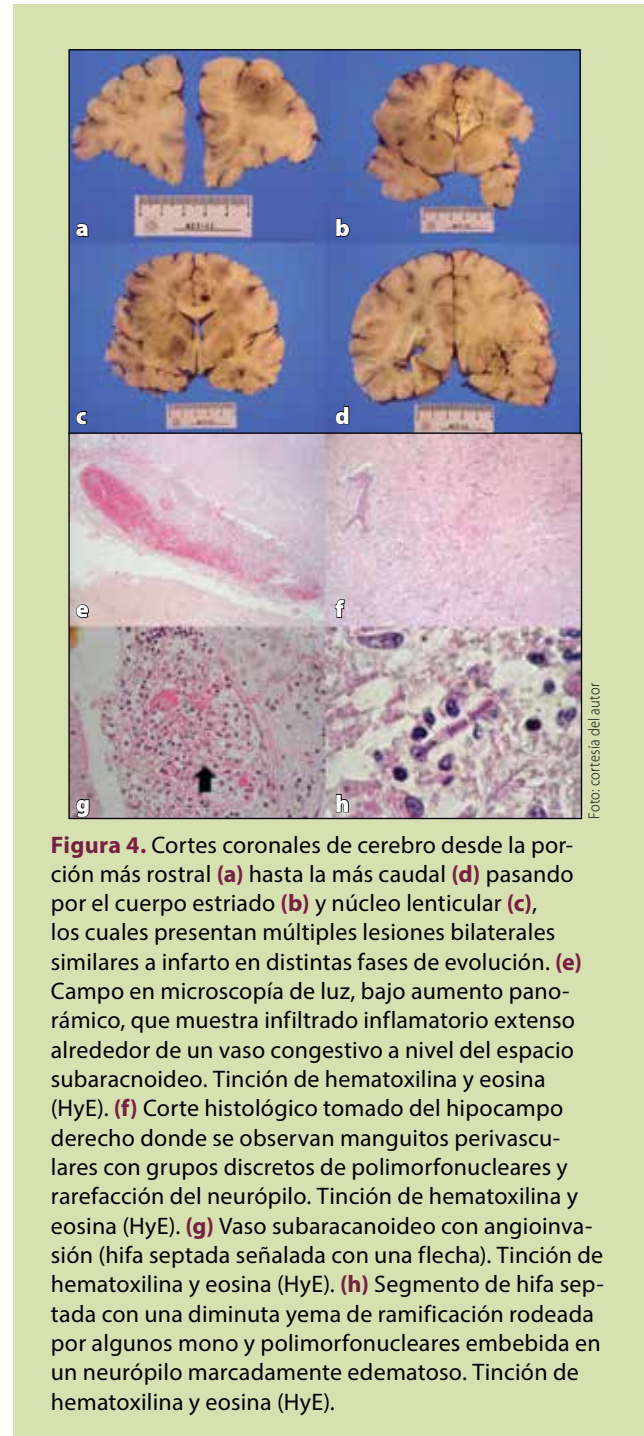 a
b
c
d
e
f
g
h
Foto: cortesía del autor
Figura 4. Cortes coronales de cerebro desde la por-
ción más rostral (a) hasta la más caudal (d) pasando
por el cuerpo estriado (b) y núcleo lenticular (c),
los cuales presentan múltiples lesiones bilaterales
similares a infarto en distintas fases de evolución. (e)
Campo en microscopía de luz, bajo aumento pano-
rámico, que muestra infiltrado inflamatorio extenso
alrededor de un vaso congestivo a nivel del espacio
subaracnoideo. Tinción de hematoxilina y eosina
(HyE). (f) Corte histológico tomado del hipocampo
derecho donde se observan manguitos perivascu-
lares con grupos discretos de polimorfonucleares y
rarefacción del neurópilo. Tinción de hematoxilina y
eosina (HyE). (g) Vaso subaracanoideo con angioinva-
sión (hifa septada señalada con una flecha). Tinción de
hematoxilina y eosina (HyE). (h) Segmento de hifa sep-
tada con una diminuta yema de ramificación rodeada
por algunos mono y polimorfonucleares embebida en
un neurópilo marcadamente edematoso. Tinción de
hematoxilina y eosina (HyE).